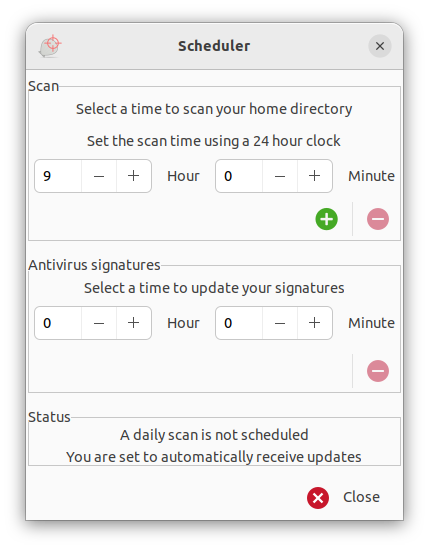 Scheduler
Scan
Select a time to scan your home directory
Set the scan time using a 24 hour clock
9 Hour 0 Minute
Antivirus signatures
Select a time to update your signatures
0 Hour 0 Minute
Status
A daily scan is not scheduled
You are set to automatically receive updates
Close